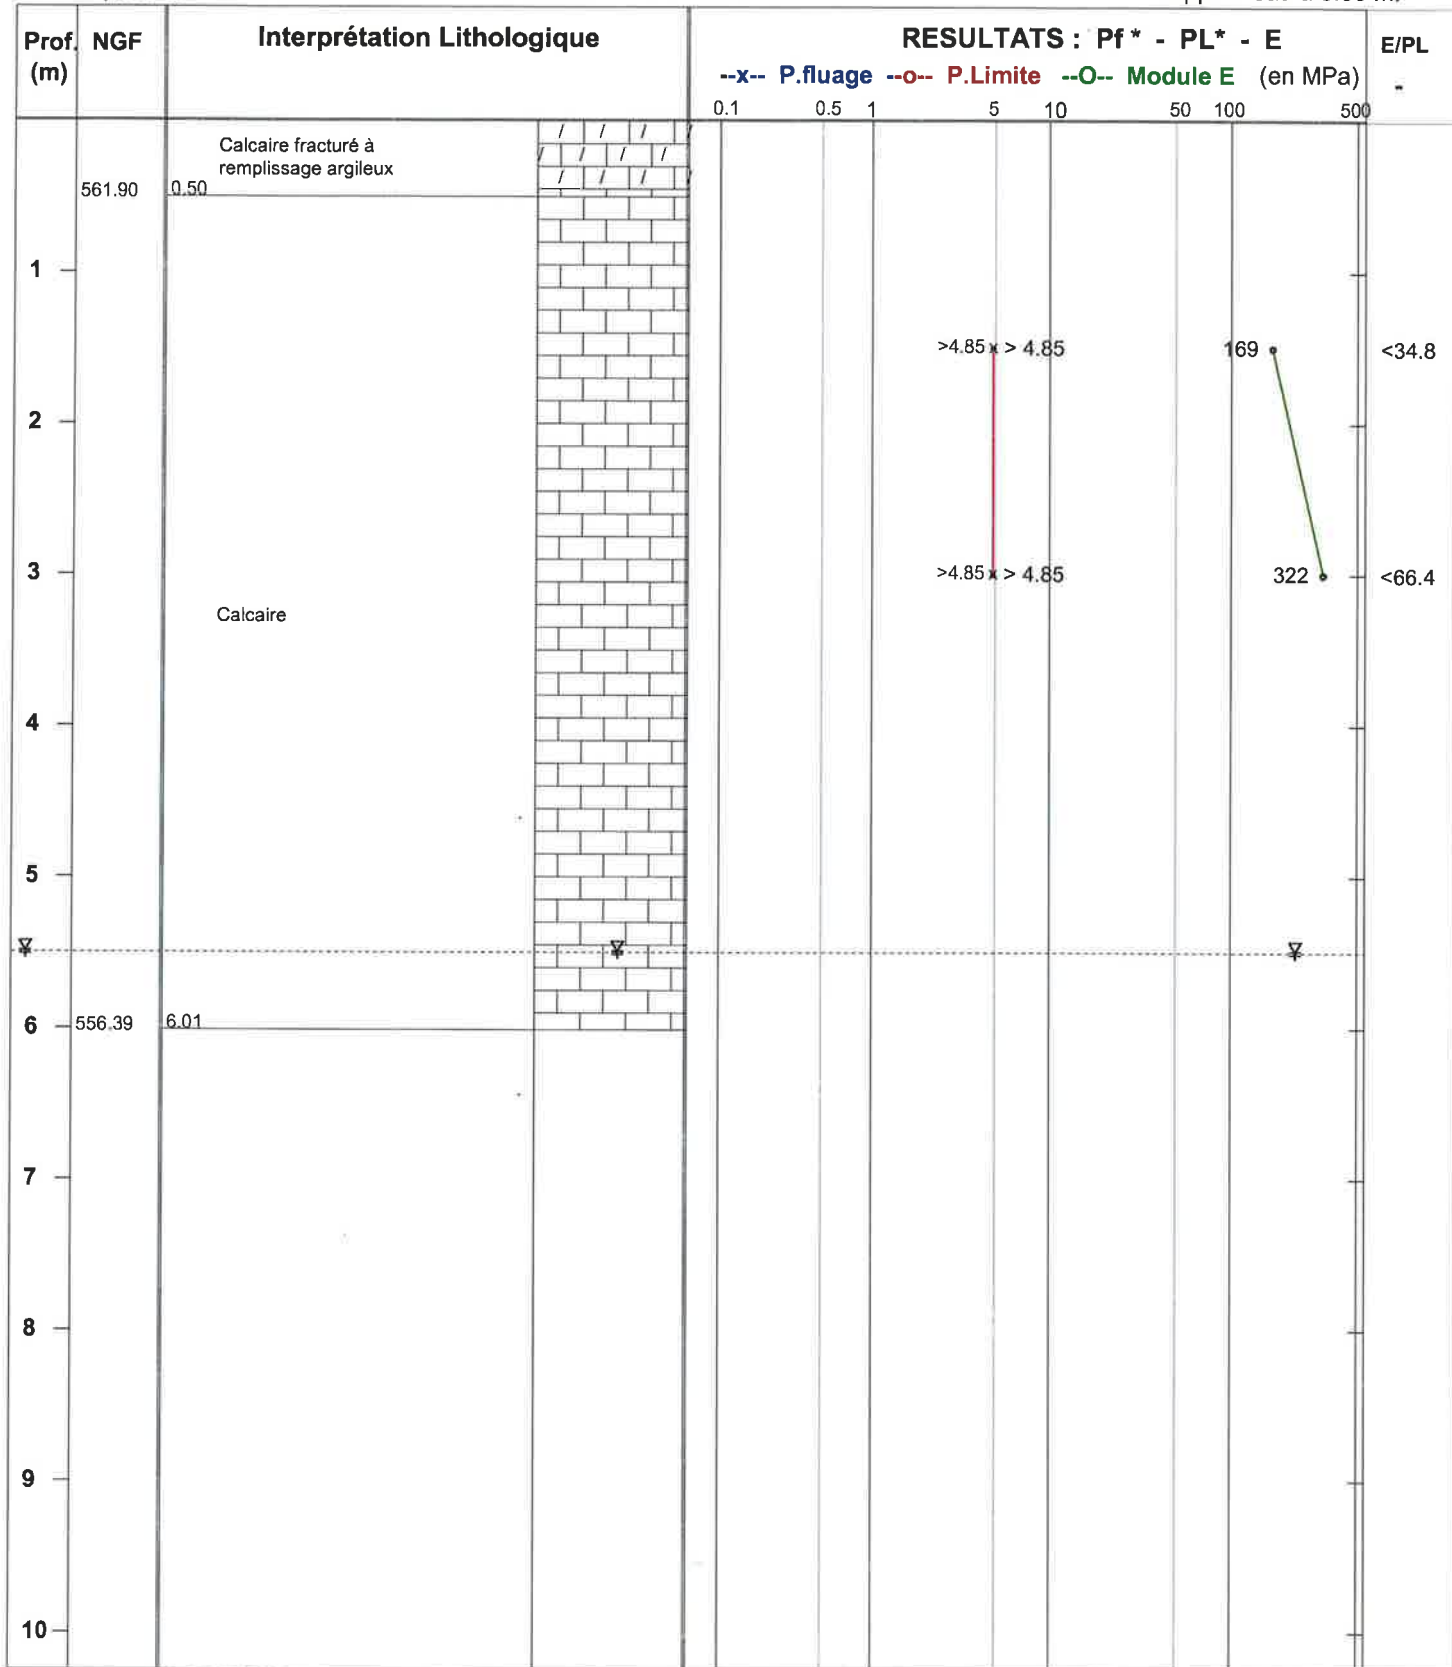 Prof. NGF Interprétation Lithologique RESULTATS : Pf * - PL* - E E/PL
(m) --x-- P.fluage --o-- P.Limite --O-- Module E (en MPa) -
0.1 0.5 1 5 10 50 100 500
Calcaire fracturé à
remplissage argileux
561.90 0.50
1
>4.85 x > 4.85 169 <34.8
2
3 >4.85 x > 4.85 322 <66.4
Calcaire
4
5
6 556.39 6.01
7
8
9
10